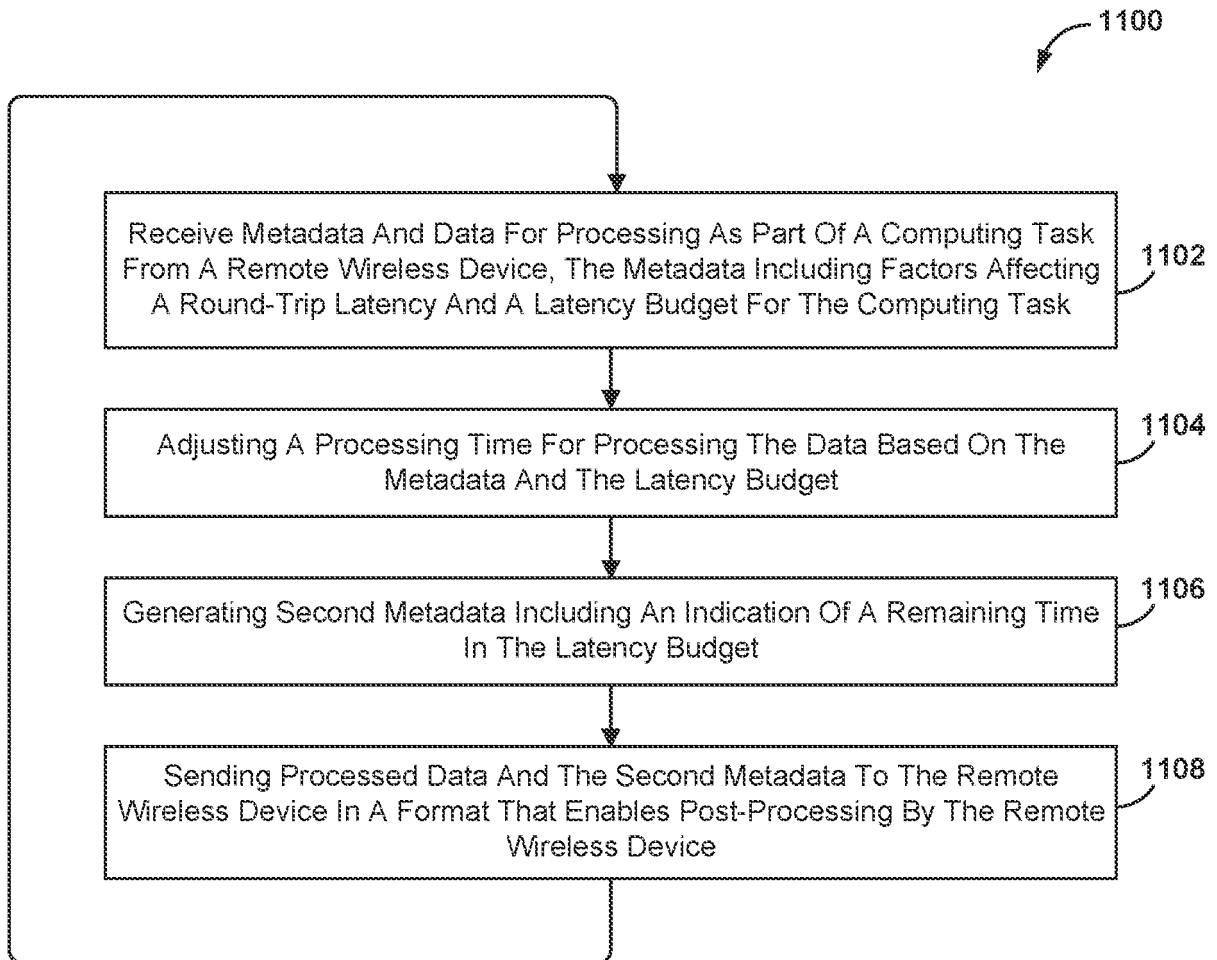 1100
Receive Metadata And Data For Processing As Part Of A Computing Task
From A Remote Wireless Device, The Metadata Including Factors Affecting
A Round-Trip Latency And A Latency Budget For The Computing Task
1102
Adjusting A Processing Time For Processing The Data Based On The
Metadata And The Latency Budget
1104
Generating Second Metadata Including An Indication Of A Remaining Time
In The Latency Budget
1106
Sending Processed Data And The Second Metadata To The Remote
Wireless Device In A Format That Enables Post-Processing By The Remote
Wireless Device
1108